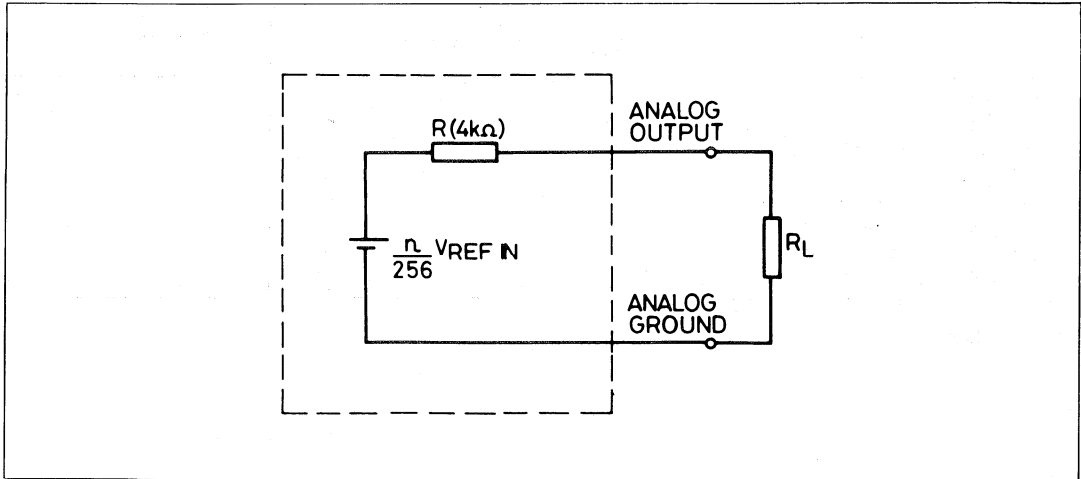 R(4kΩ)
ANALOG
OUTPUT
n
256
VREF IN
RL
ANALOG
GROUND